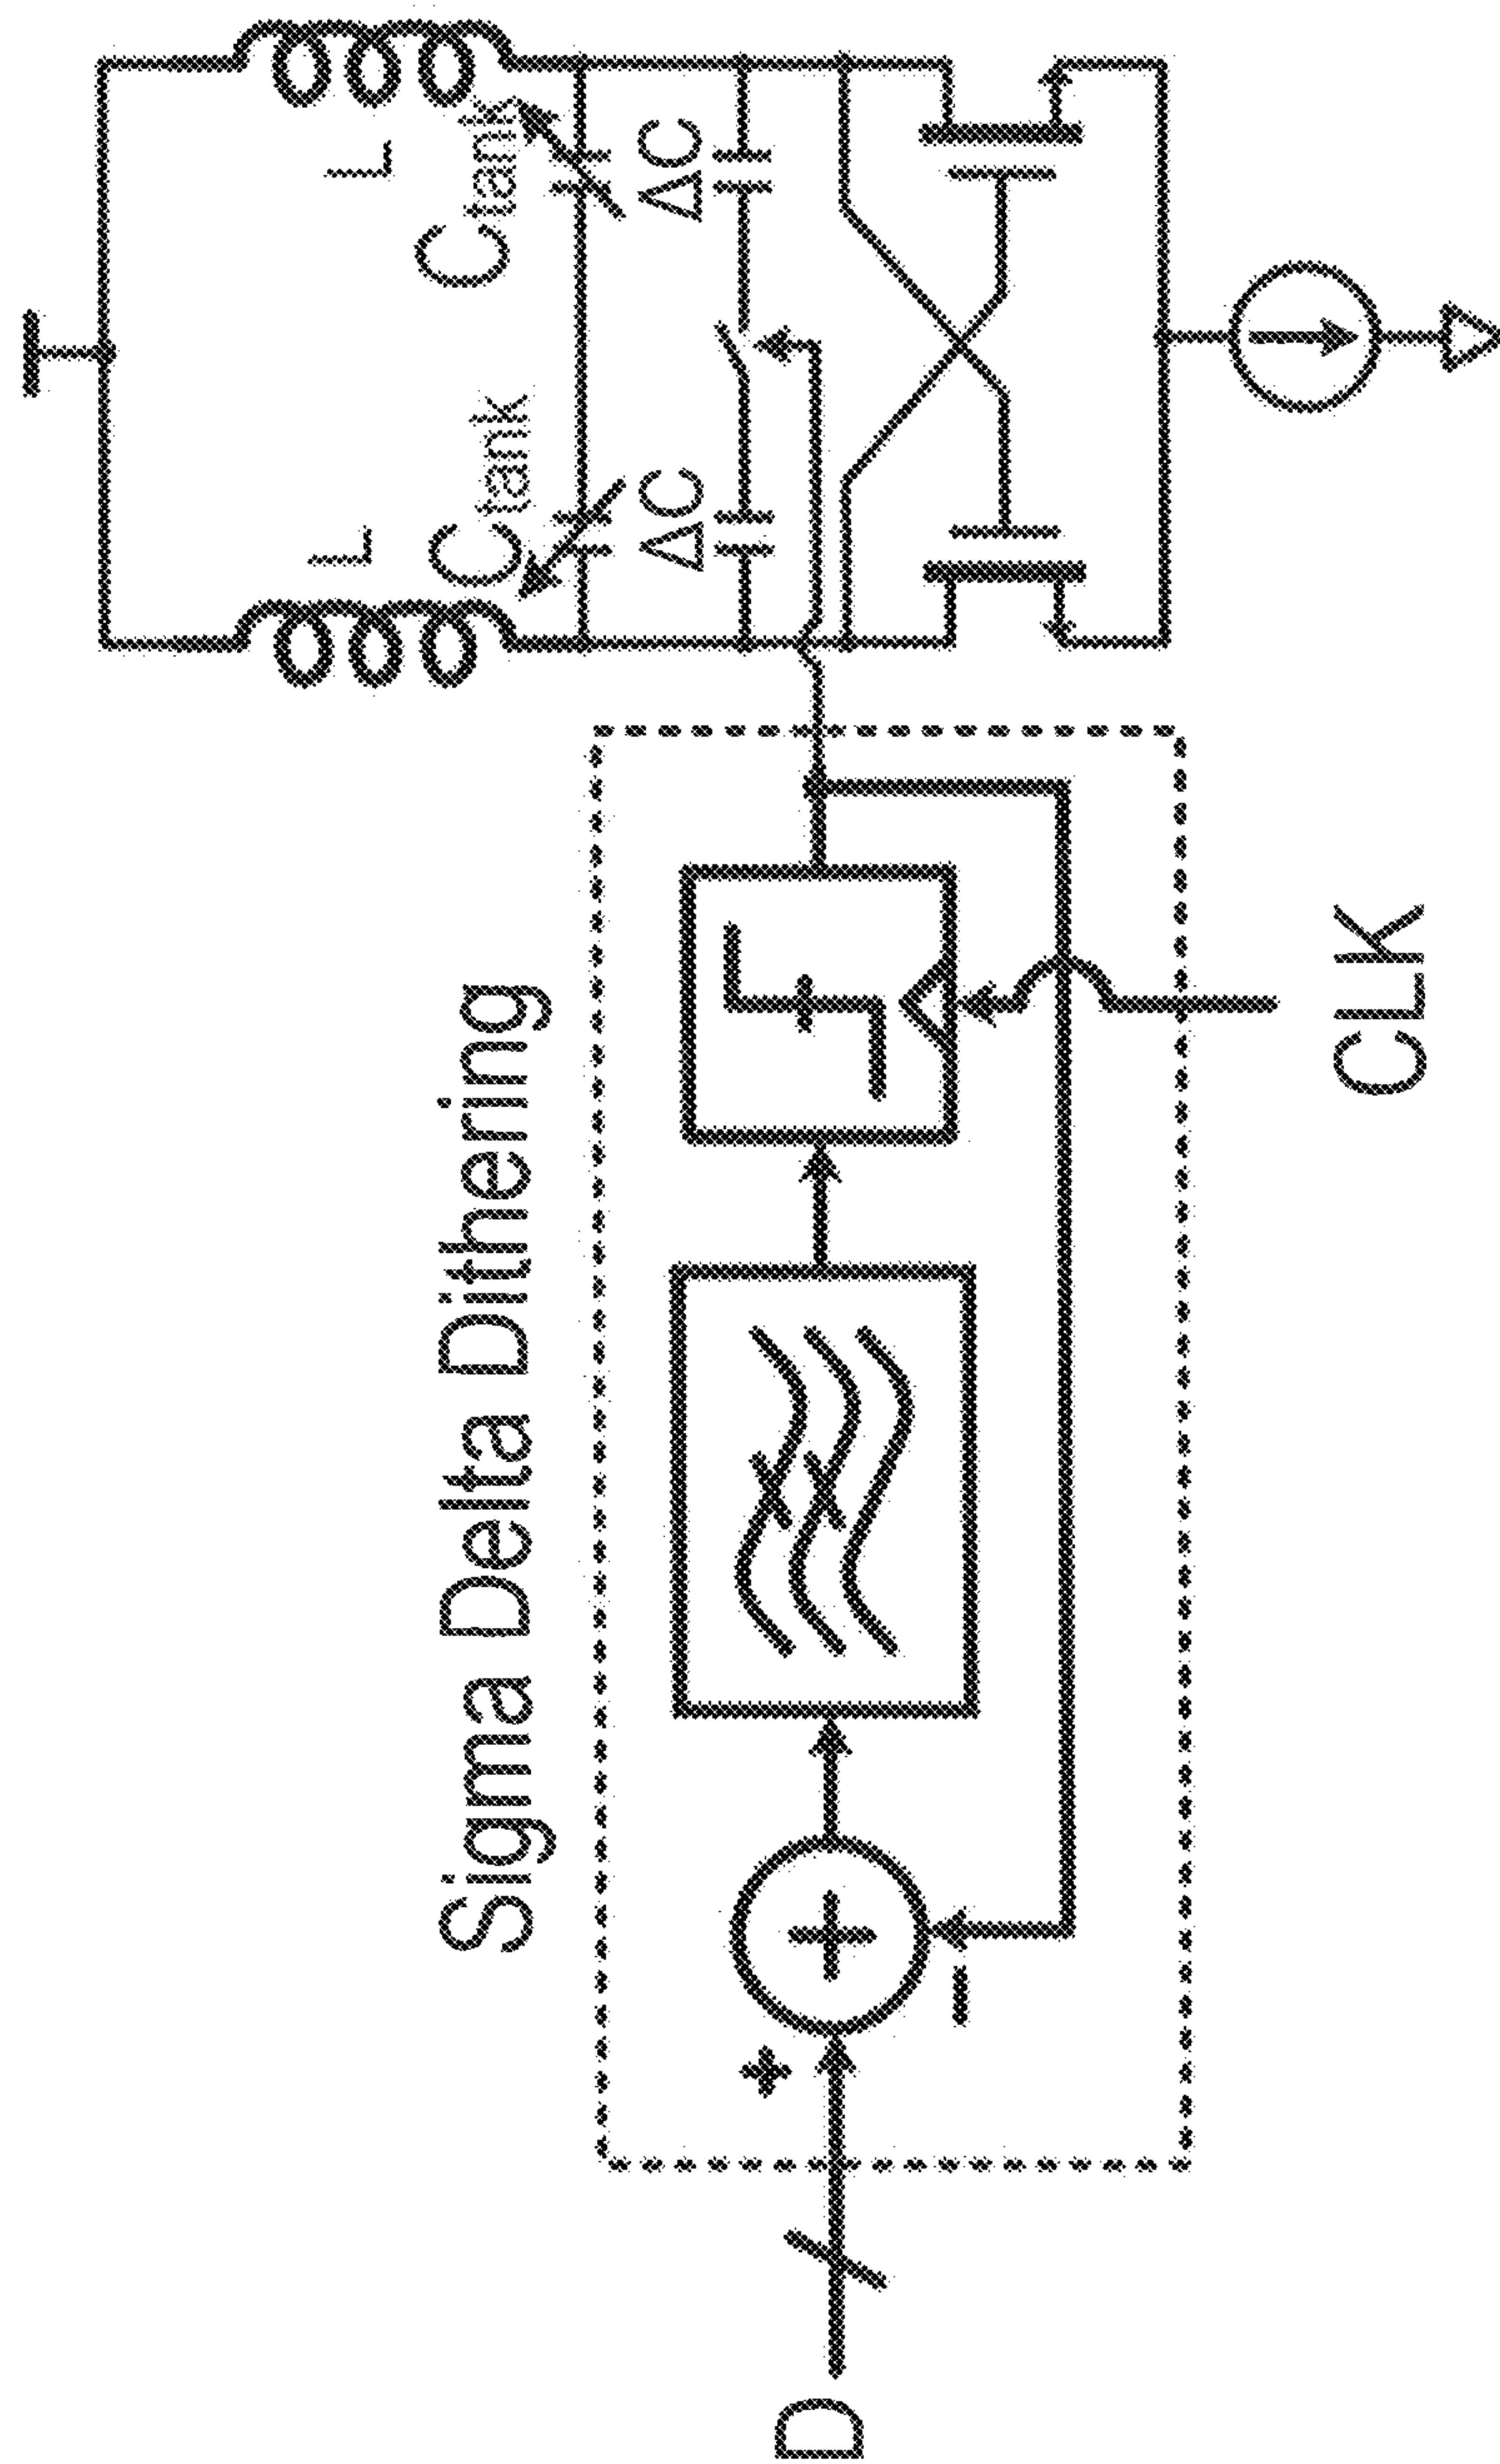 Sigma Delta Dithering
D
+
−
CLK
L
L
Ctank
Ctank
ΔC
ΔC